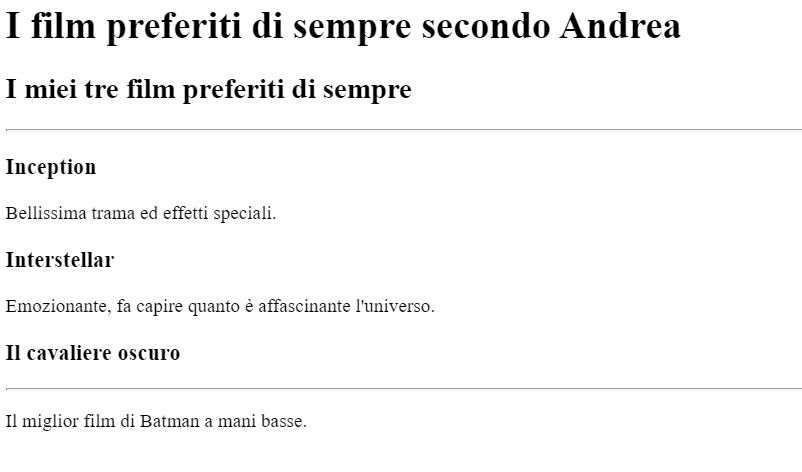 I film preferiti di sempre secondo Andrea
I miei tre film preferiti di sempre
Inception
Bellissima trama ed effetti speciali.
Interstellar
Emozionante, fa capire quanto è affascinante l'universo.
Il cavaliere oscuro
Il miglior film di Batman a mani basse.